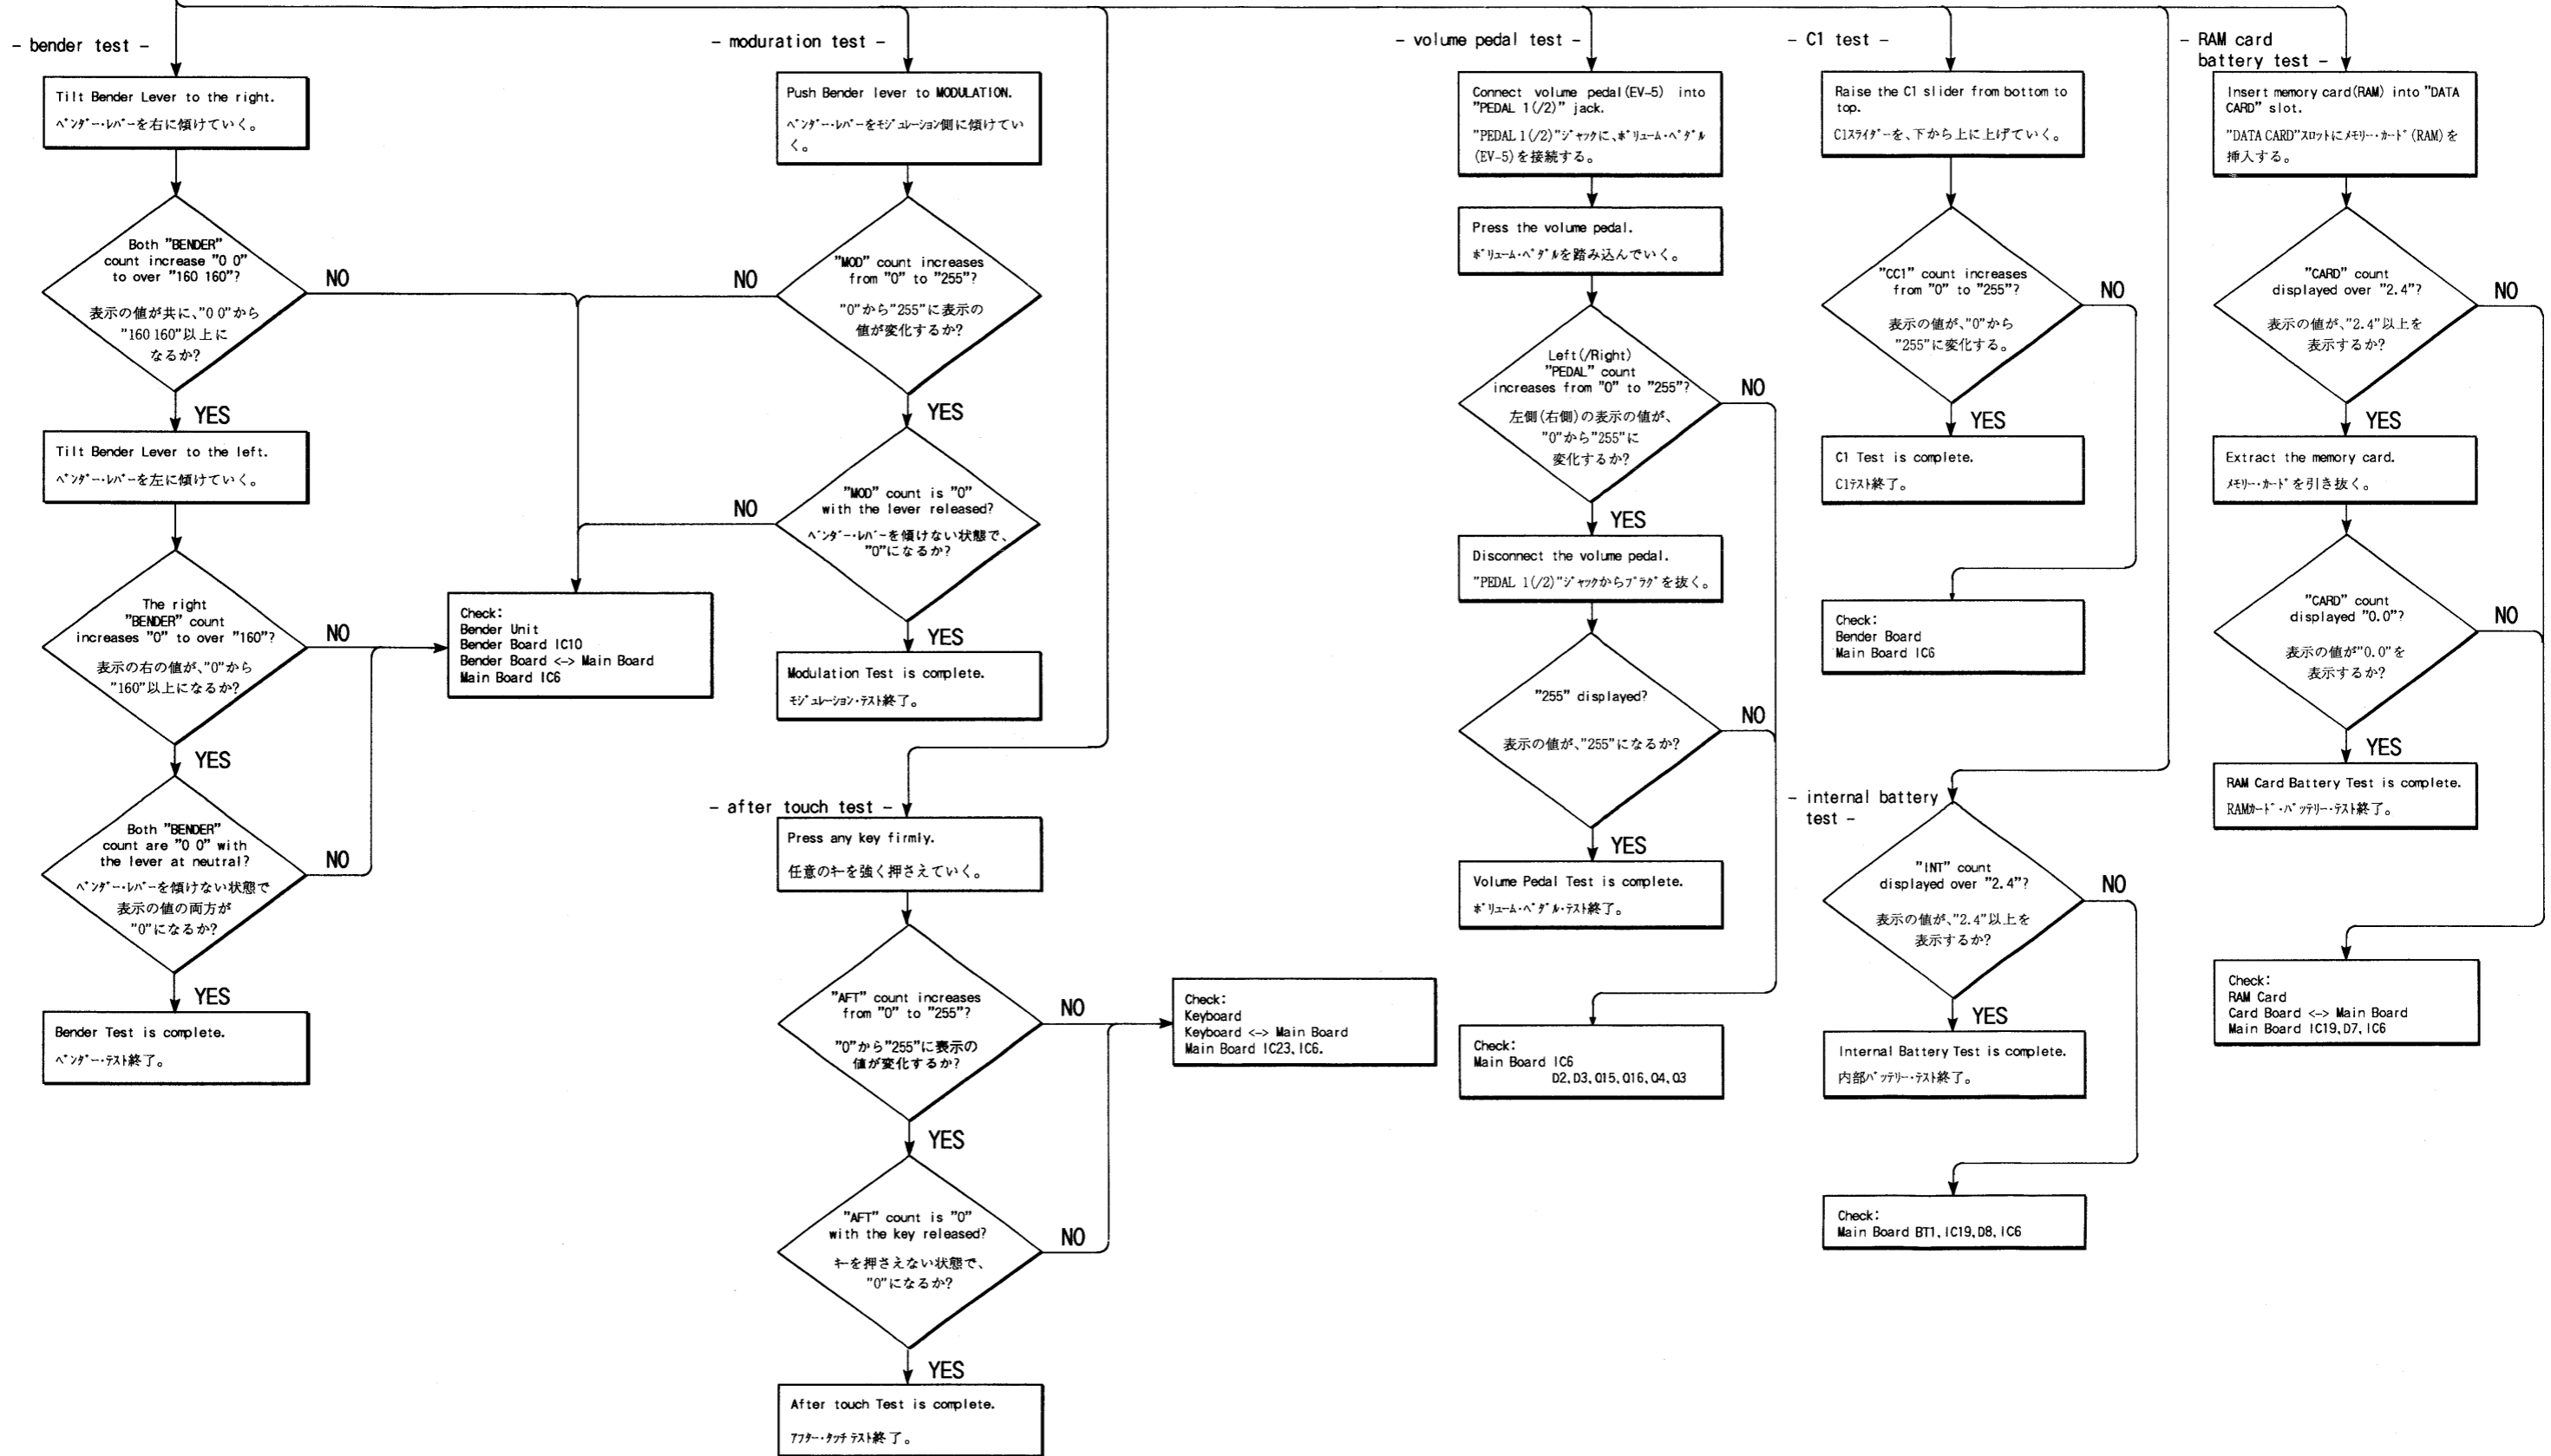 - bender test -
Tilt Bender Lever to the right.
ベンダー・レバーを右に傾けていく。
Both "BENDER"
count increase "0 0"
to over "160 160"?
表示の値が共に、"0 0"から
"160 160"以上に
なるか?
NO
YES
Tilt Bender Lever to the left.
ベンダー・レバーを左に傾けていく。
The right
"BENDER" count
increases "0" to over "160"?
表示の右の値が、"0"から
"160"以上になるか?
NO
YES
Both "BENDER"
count are "0 0" with
the lever at neutral?
ベンダー・レバーを傾けない状態で
表示の値の両方が
"0"になるか?
NO
YES
Bender Test is complete.
ベンダー・テスト終了。
Check:
Bender Unit
Bender Board IC10
Bender Board <-> Main Board
Main Board IC6
- moduration test -
Push Bender lever to MODULATION.
ベンダー・レバーをモジュレーション側に傾けてい
く。
"MOD" count increases
from "0" to "255"?
"0"から"255"に表示の
値が変化するか?
NO
YES
"MOD" count is "0"
with the lever released?
ベンダー・レバーを傾けない状態で、
"0"になるか?
NO
YES
Modulation Test is complete.
モジュレーション・テスト終了。
- after touch test -
Press any key firmly.
任意のキーを強く押さえていく。
"AFT" count increases
from "0" to "255"?
"0"から"255"に表示の
値が変化するか?
NO
YES
"AFT" count is "0"
with the key released?
キーを押さえない状態で、
"0"になるか?
NO
YES
After touch Test is complete.
アフター・タッチ テスト終了。
Check:
Keyboard
Keyboard <-> Main Board
Main Board IC23, IC6.
- volume pedal test -
Connect volume pedal(EV-5) into
"PEDAL 1(/2)" jack.
"PEDAL 1(/2)"ジャックに、ボリューム・ペダル
(EV-5)を接続する。
Press the volume pedal.
ボリューム・ペダルを踏み込んでいく。
Left(/Right)
"PEDAL" count
increases from "0" to "255"?
左側(右側)の表示の値が、
"0"から"255"に
変化するか?
NO
YES
Disconnect the volume pedal.
"PEDAL 1(/2)"ジャックからプラグを抜く。
"255" displayed?
表示の値が、"255"になるか?
NO
YES
Volume Pedal Test is complete.
ボリューム・ペダル・テスト終了。
Check:
Main Board IC6
D2, D3, Q15, Q16, Q4, Q3
- C1 test -
Raise the C1 slider from bottom to
top.
C1スライダーを、下から上に上げていく。
"CC1" count increases
from "0" to "255"?
表示の値が、"0"から
"255"に変化する。
NO
YES
C1 Test is complete.
C1テスト終了。
Check:
Bender Board
Main Board IC6
- internal battery
test -
"INT" count
displayed over "2.4"?
表示の値が、"2.4"以上を
表示するか?
NO
YES
Internal Battery Test is complete.
内部バッテリー・テスト終了。
Check:
Main Board BT1, IC19, D8, IC6
- RAM card
battery test -
Insert memory card(RAM) into "DATA
CARD" slot.
"DATA CARD"スロットにメモリー・カード(RAM)を
挿入する。
"CARD" count
displayed over "2.4"?
表示の値が、"2.4"以上を
表示するか?
NO
YES
Extract the memory card.
メモリー・カードを引き抜く。
"CARD" count
displayed "0.0"?
表示の値が"0.0"を
表示するか?
NO
YES
RAM Card Battery Test is complete.
RAMカード・バッテリー・テスト終了。
Check:
RAM Card
Card Board <-> Main Board
Main Board IC19, D7, IC6